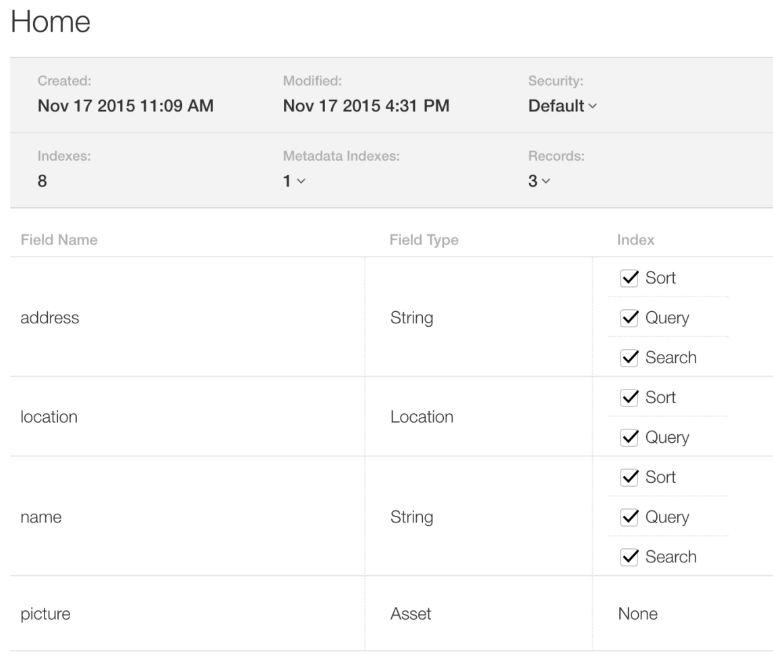 Home
Created: Modified: Security:
Nov 17 2015 11:09 AM Nov 17 2015 4:31 PM Default
Indexes: Metadata Indexes: Records:
8 1 3
Field Name Field Type Index
Sort
address String Query
Search
Sort
location Location
Query
Sort
name String Query
Search
picture Asset None